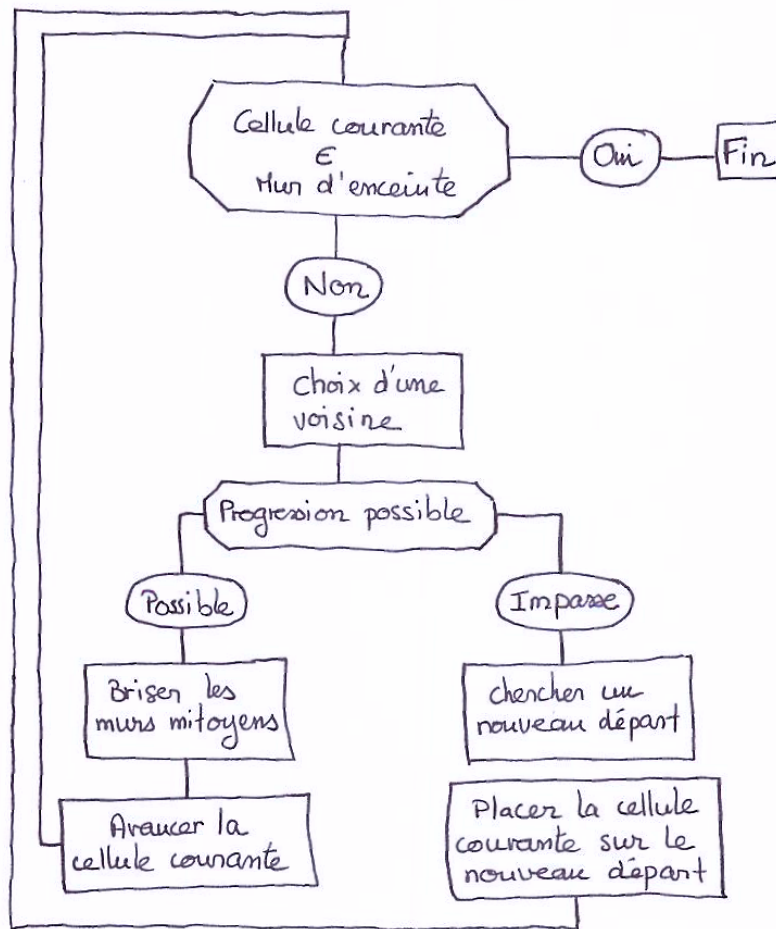 Cellule courante
∈
Mur d'enceinte
Oui
Fin
Non
Choix d'une
voisine
Progression possible
Possible
Impasse
Briser les
murs mitoyens
chercher un
nouveau départ
Avancer la
cellule courante
Placer la cellule
courante sur le
nouveau départ